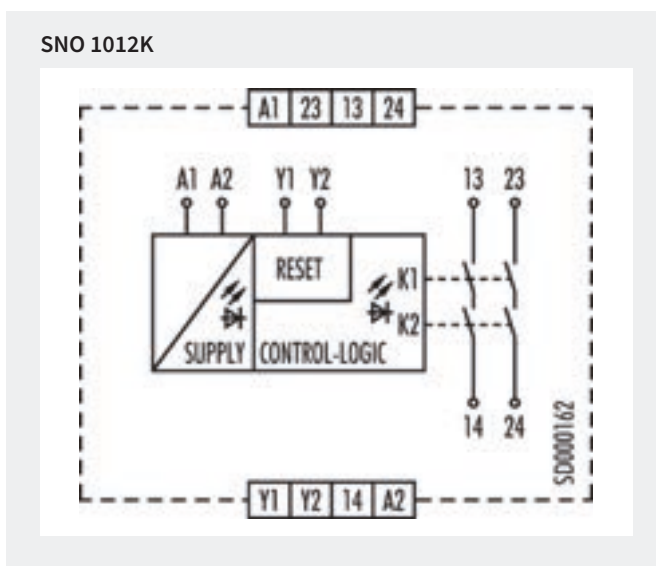 SNO 1012K
A1 23 13 24
A1 A2 Y1 Y2 13 23
RESET
K1
K2
SUPPLY CONTROL-LOGIC
14 24
SD000162
Y1 Y2 14 A2